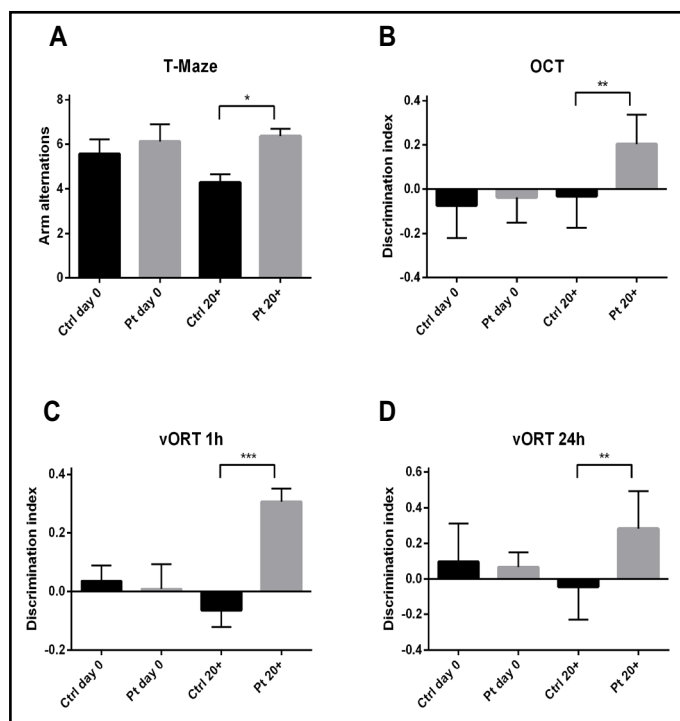 A
T-Maze
*
8
6
4
2
0
Arm alternations
Ctrl day 0
Pt day 0
Ctrl 20+
Pt 20+
B
OCT
**
0.4
0.2
0.0
-0.2
-0.4
Discrimination index
Ctrl day 0
Pt day 0
Ctrl 20+
Pt 20+
C
vORT 1h
***
0.4
0.2
0.0
-0.2
Discrimination index
Ctrl day 0
Pt day 0
Ctrl 20+
Pt 20+
D
vORT 24h
**
0.6
0.4
0.2
0.0
-0.2
-0.4
Discrimination index
Ctrl day 0
Pt day 0
Ctrl 20+
Pt 20+